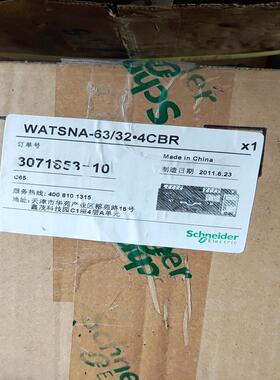 WATSNA-63/32•4CBR
x1
订单号
Made in China
3071853-10
制造日期 2011.6.23
C65
服务热线: 400 810 1315
地址: 天津市华苑产业区榕苑路16号
鑫茂科技园C1座4层A单元
Schneider
Electric